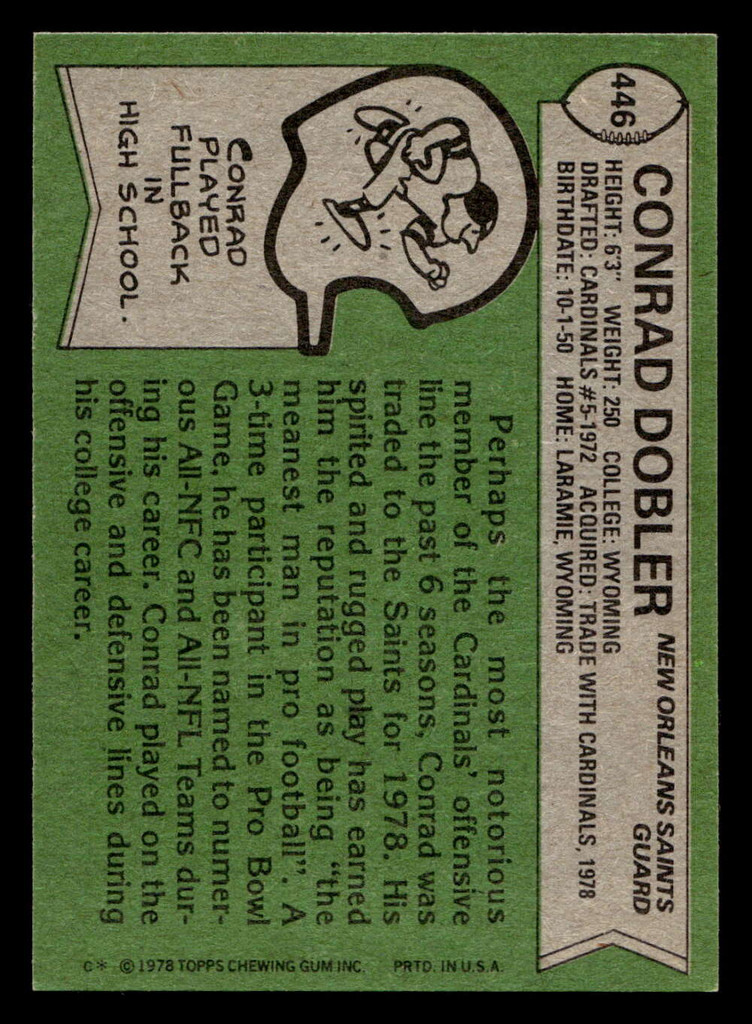 446
CONRAD DOBLER
NEW ORLEANS SAINTS
GUARD
HEIGHT: 6'3" WEIGHT: 250 COLLEGE: WYOMING
DRAFTED: CARDINALS #5-1972 ACQUIRED: TRADE WITH CARDINALS, 1978
BIRTHDATE: 10-1-50 HOME: LARAMIE, WYOMING
CONRAD
PLAYED
FULLBACK
IN
HIGH SCHOOL.
Perhaps the most notorious
member of the Cardinals' offensive
line the past 6 seasons, Conrad was
traded to the Saints for 1978. His
spirited and rugged play has earned
him the reputation as being "the
meanest man in pro football". A
3-time participant in the Pro Bowl
Game, he has been named to numer-
ous All-NFC and All-NFL Teams dur-
ing his career. Conrad played on the
offensive and defensive lines during
his college career.
C* © 1978 TOPPS CHEWING GUM INC. PRTD. IN U.S.A.